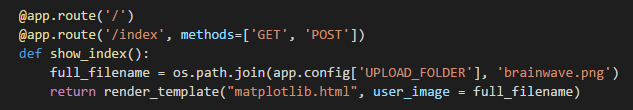 @app.route('/')
@app.route('/index', methods=['GET', 'POST'])
def show_index():
    full_filename = os.path.join(app.config['UPLOAD_FOLDER'], 'brainwave.png')
    return render_template("matplotlib.html", user_image = full_filename)